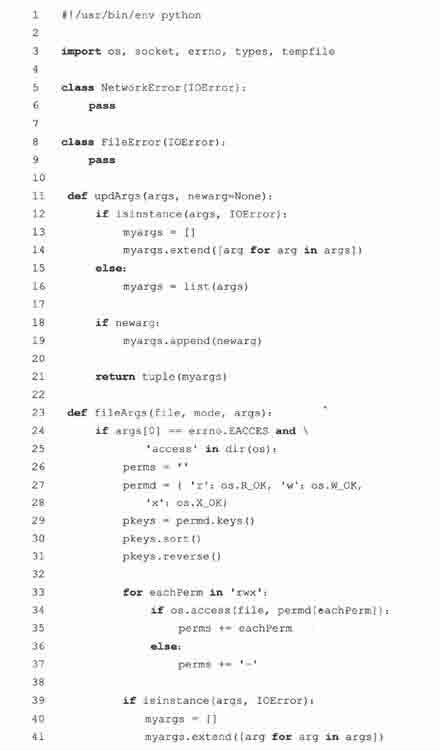 1 #!/usr/bin/env python
2
3 import os, socket, errno, types, tempfile
4
5 class NetworkError(IOError):
6 pass
7
8 class FileError(IOError):
9 pass
10
11 def updArgs(args, newarg=None):
12 if isinstance(args, IOError):
13 myargs = []
14 myargs.extend([arg for arg in args])
15 else:
16 myargs = list(args)
17
18 if newarg:
19 myargs.append(newarg)
20
21 return tuple(myargs)
22
23 def fileArgs(file, mode, args):
24 if args[0] == errno.EACCES and \
25 'access' in dir(os):
26 perms = ''
27 permd = { 'r': os.R_OK, 'w': os.W_OK,
28 'x': os.X_OK}
29 pkeys = permd.keys()
30 pkeys.sort()
31 pkeys.reverse()
32
33 for eachPerm in 'rwx':
34 if os.access(file, permd[eachPerm]):
35 perms += eachPerm
36 else:
37 perms += '-'
38
39 if isinstance(args, IOError):
40 myargs = []
41 myargs.extend([arg for arg in args])